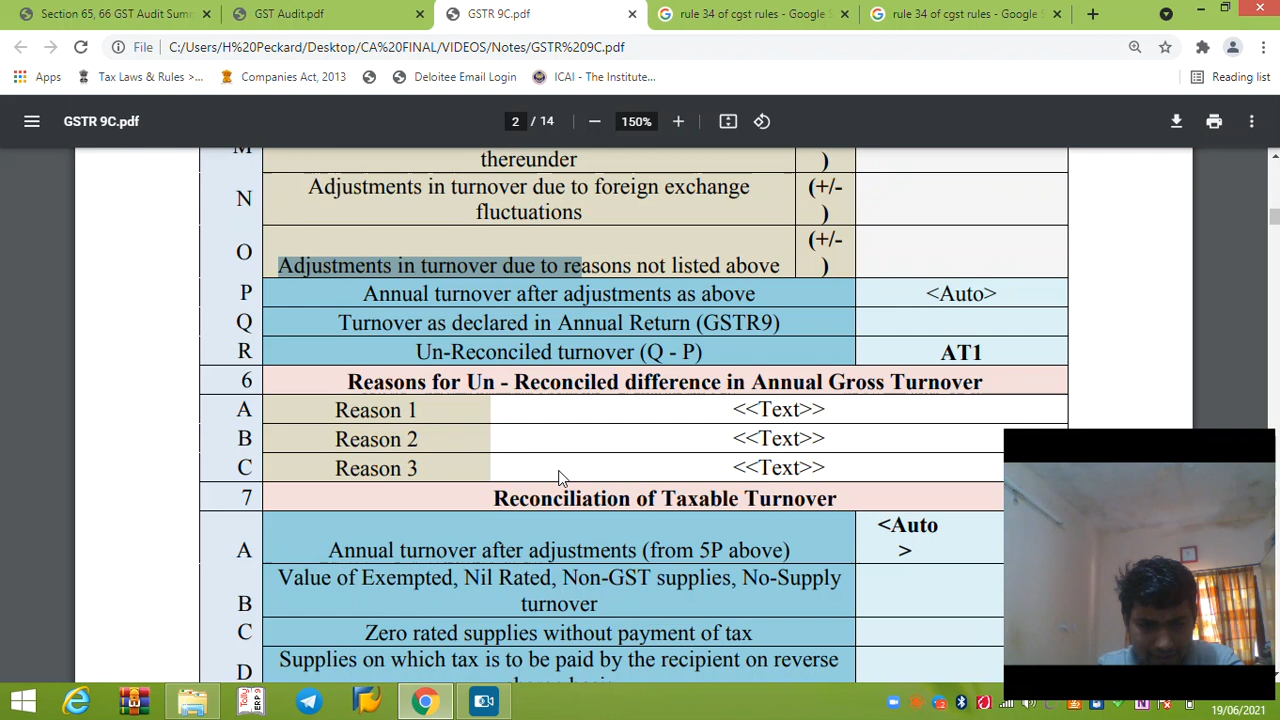 Section 65, 66 GST Audit Summ
GST Audit.pdf
GSTR 9C.pdf
rule 34 of cgst rules - Google S
rule 34 of cgst rules - Google S
File
C:/Users/H%20Peckard/Desktop/CA%20FINAL/VIDEOS/Notes/GSTR%209C.pdf
Apps
Tax Laws & Rules >...
Companies Act, 2013
Deloitee Email Login
ICAI - The Institute...
Reading list
GSTR 9C.pdf
2 / 14
150%
M thereunder )
N Adjustments in turnover due to foreign exchange fluctuations (+/-
)
O Adjustments in turnover due to reasons not listed above (+/-
)
P Annual turnover after adjustments as above <Auto>
Q Turnover as declared in Annual Return (GSTR9)
R Un-Reconciled turnover (Q - P) AT1
6 Reasons for Un - Reconciled difference in Annual Gross Turnover
A Reason 1 <<Text>>
B Reason 2 <<Text>>
C Reason 3 <<Text>>
7 Reconciliation of Taxable Turnover
A Annual turnover after adjustments (from 5P above) <Auto
>
B Value of Exempted, Nil Rated, Non-GST supplies, No-Supply
turnover
C Zero rated supplies without payment of tax
D Supplies on which tax is to be paid by the recipient on reverse
Tally
ERP 9
19/06/2021